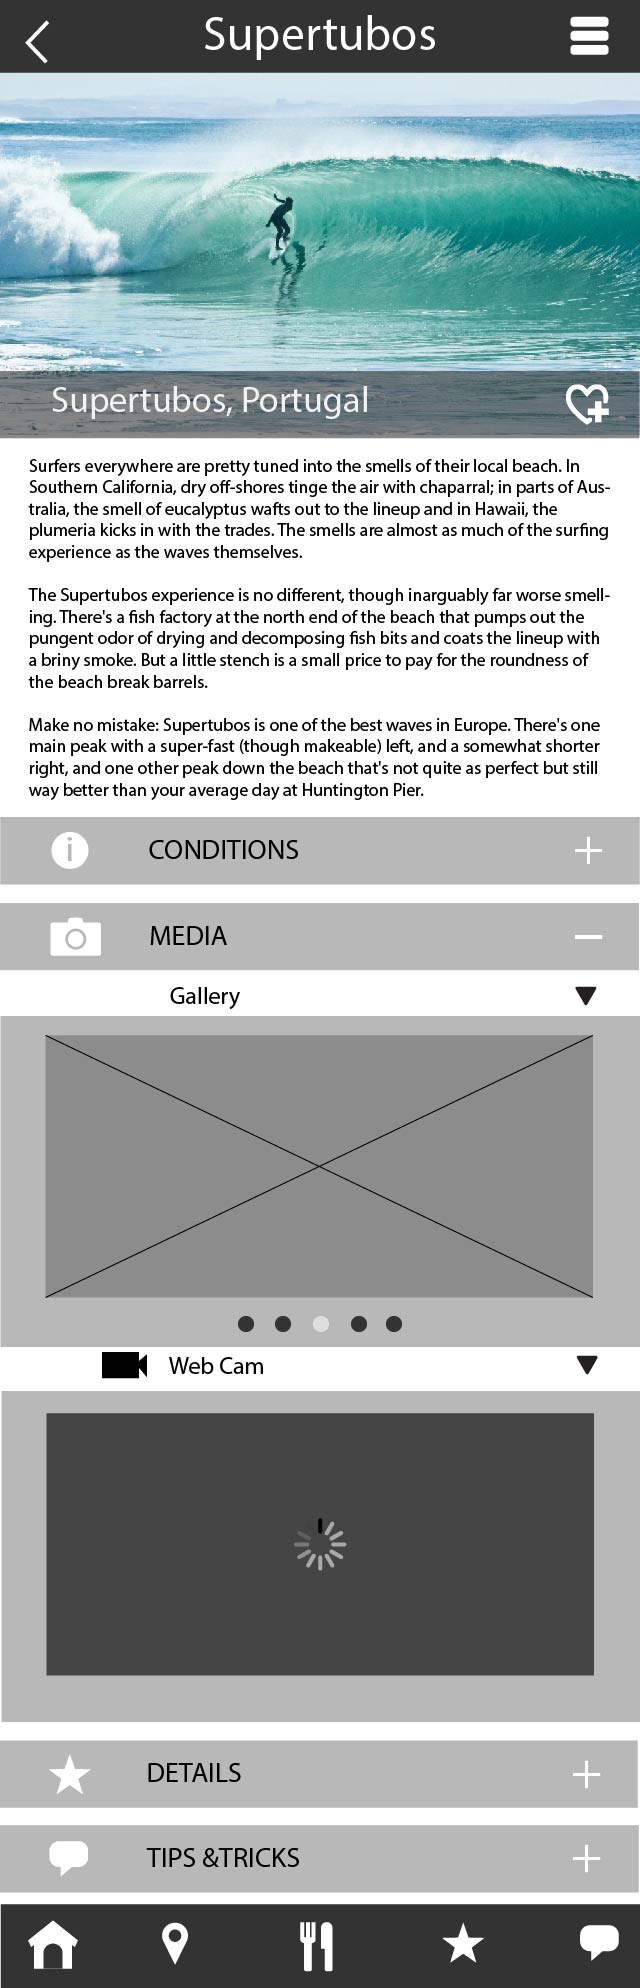 Supertubos
Supertubos, Portugal
Surfers everywhere are pretty tuned into the smells of their local beach. In
Southern California, dry off-shores tinge the air with chaparral; in parts of Aus-
tralia, the smell of eucalyptus wafts out to the lineup and in Hawaii, the
plumeria kicks in with the trades. The smells are almost as much of the surfing
experience as the waves themselves.
The Supertubos experience is no different, though inarguably far worse smell-
ing. There's a fish factory at the north end of the beach that pumps out the
pungent odor of drying and decomposing fish bits and coats the lineup with
a briny smoke. But a little stench is a small price to pay for the roundness of
the beach break barrels.
Make no mistake: Supertubos is one of the best waves in Europe. There's one
main peak with a super-fast (though makeable) left, and a somewhat shorter
right, and one other peak down the beach that's not quite as perfect but still
way better than your average day at Huntington Pier.
CONDITIONS
MEDIA
Gallery
Web Cam
DETAILS
TIPS &TRICKS